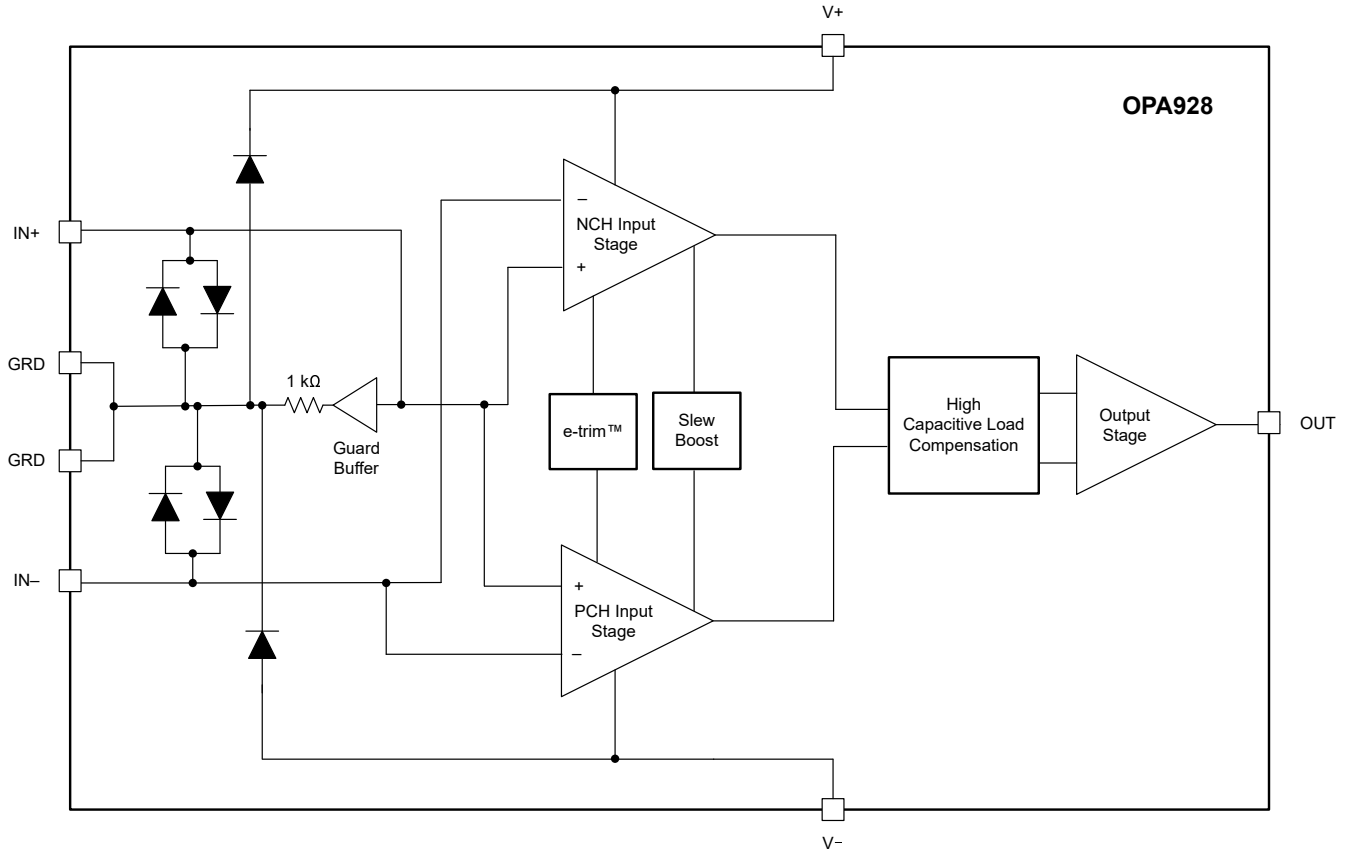 V+
OPA928
–
NCH Input
Stage
+
IN+
GRD
1 kΩ
Guard
Buffer
GRD
e-trim™
Slew
Boost
High
Capacitive Load
Compensation
Output
Stage
OUT
IN–
+
PCH Input
Stage
–
V–